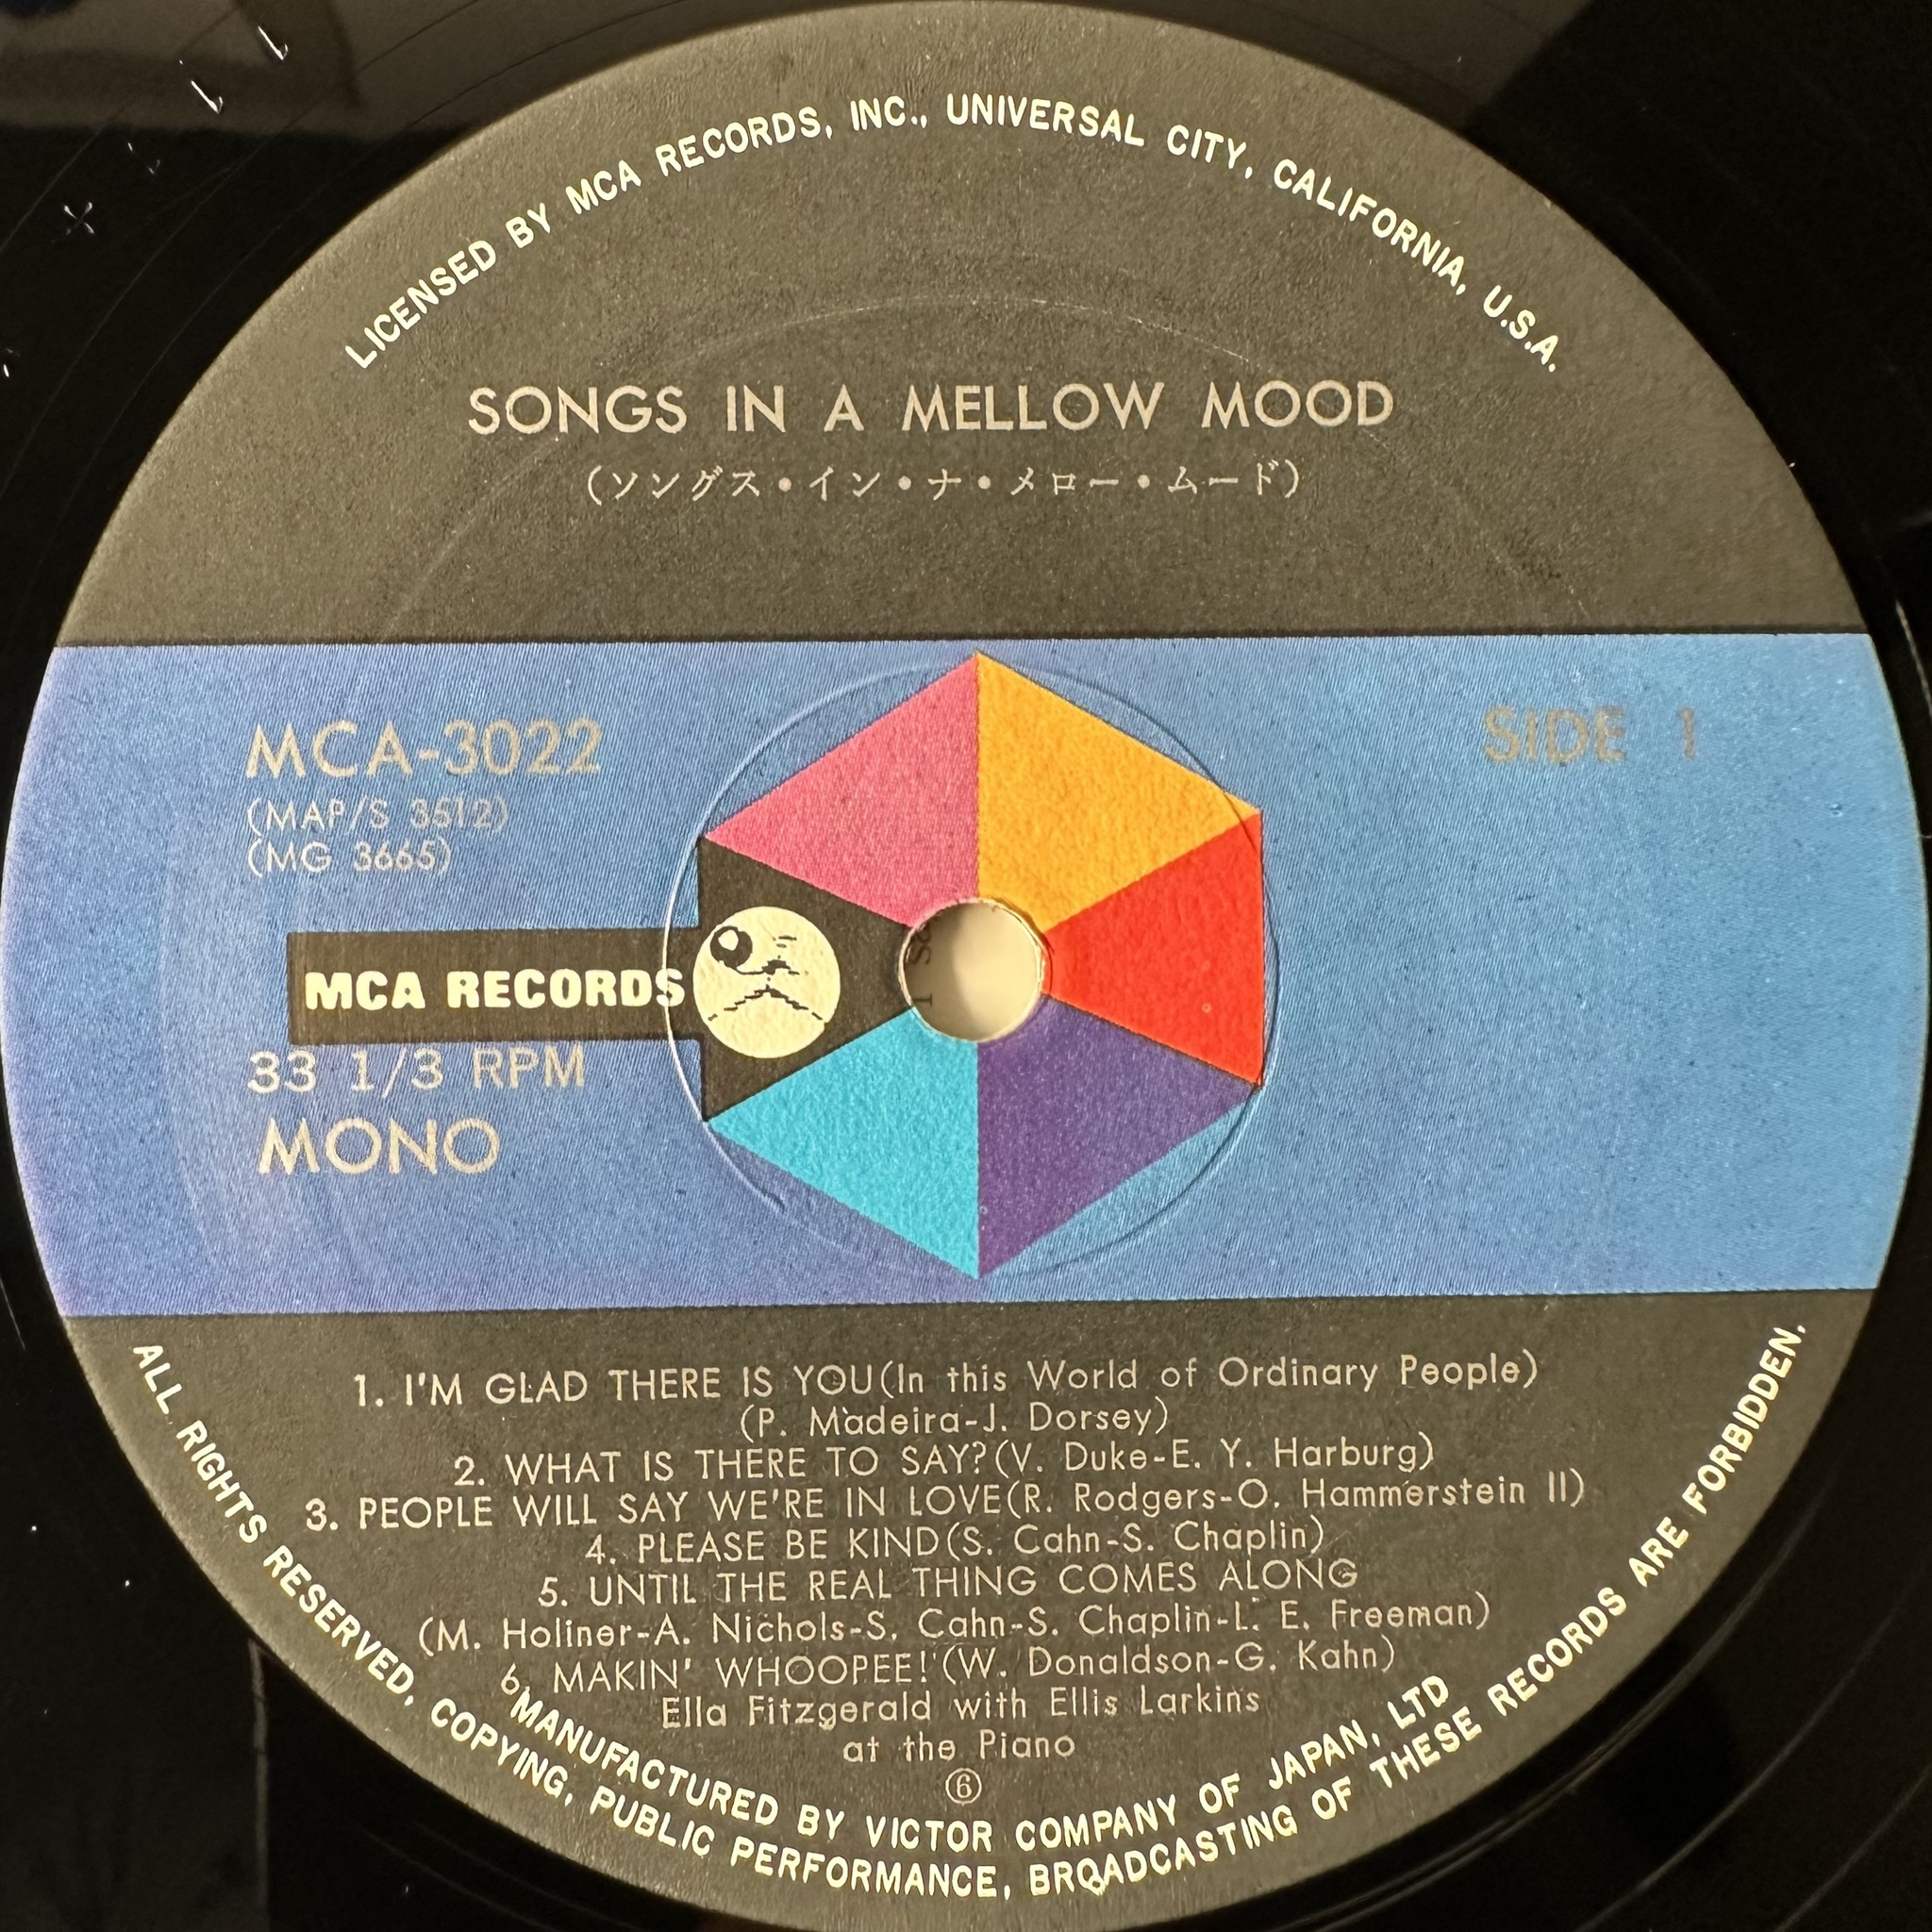 LICENSED BY MCA RECORDS, INC., UNIVERSAL CITY, CALIFORNIA, U.S.A.
SONGS IN A MELLOW MOOD
(ソングス・イン・ナ・メロー・ムード)
MCA-3022
SIDE 1
(MAP/S 3512)
(MG 3665)
MCA RECORDS
33 1/3 RPM
MONO
1. I'M GLAD THERE IS YOU(In this World of Ordinary People)
(P. Madeira-J. Dorsey)
2. WHAT IS THERE TO SAY?(V. Duke-E. Y. Harburg)
3. PEOPLE WILL SAY WE'RE IN LOVE(R. Rodgers-O. Hammerstein II)
4. PLEASE BE KIND(S. Cahn-S. Chaplin)
5. UNTIL THE REAL THING COMES ALONG
(M. Holiner-A. Nichols-S. Cahn-S. Chaplin-L. E. Freeman)
6. MAKIN' WHOOPEE!(W. Donaldson-G. Kahn)
Ella Fitzgerald with Ellis Larkins
at the Piano
⑥
MANUFACTURED BY VICTOR COMPANY OF JAPAN, LTD
ALL RIGHTS RESERVED, COPYING, PUBLIC PERFORMANCE, BROADCASTING OF THESE RECORDS ARE FORBIDDEN.